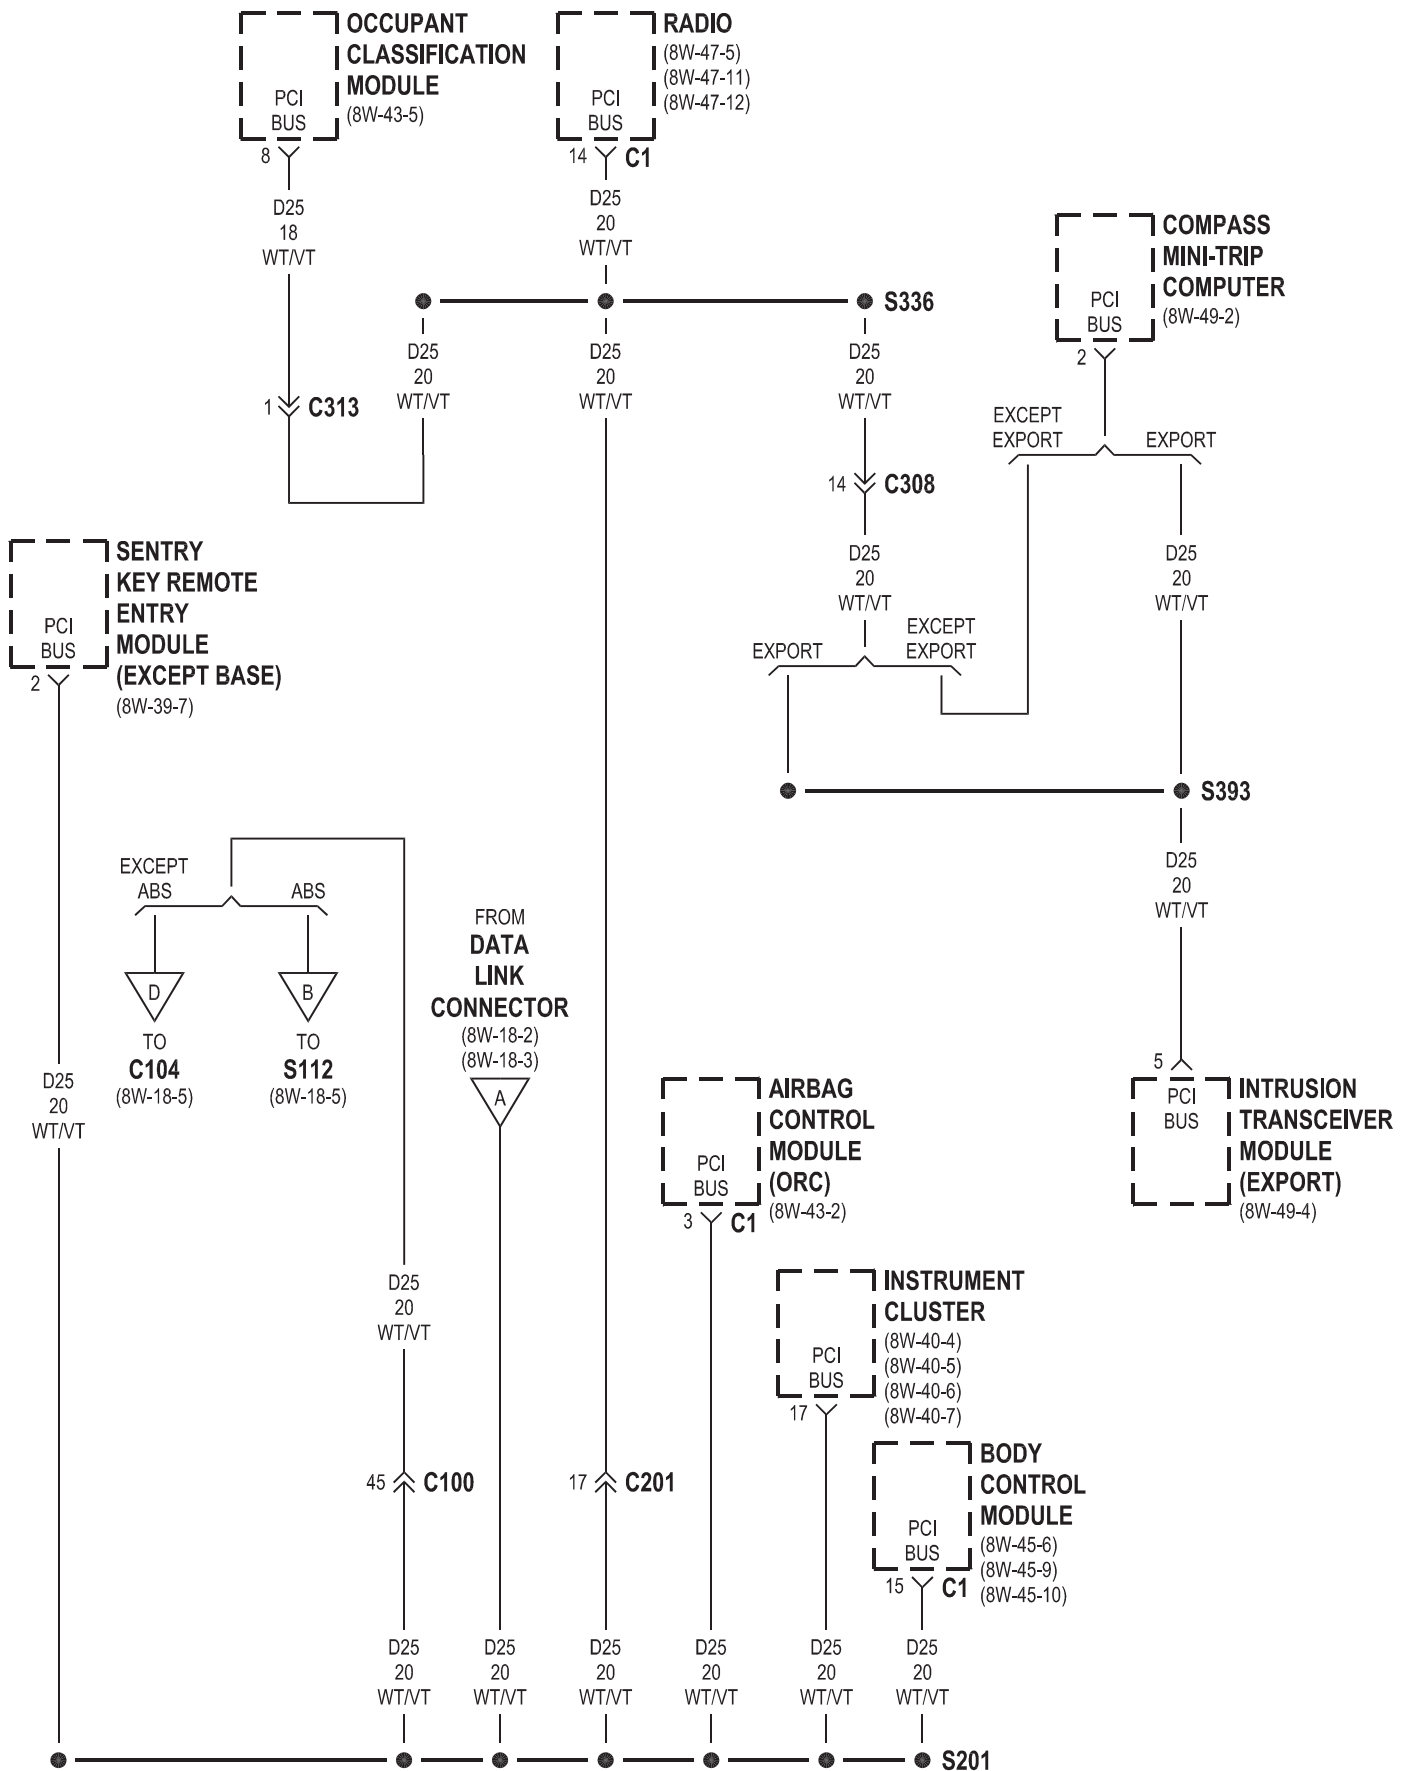 OCCUPANT
CLASSIFICATION
MODULE
(8W-43-5)
PCI
BUS
8
D25
18
WT/VT
1
C313
RADIO
(8W-47-5)
(8W-47-11)
(8W-47-12)
PCI
BUS
14
C1
D25
20
WT/VT
S336
D25
20
WT/VT
D25
20
WT/VT
D25
20
WT/VT
14
C308
D25
20
WT/VT
EXPORT
EXCEPT
EXPORT
COMPASS
MINI-TRIP
COMPUTER
(8W-49-2)
PCI
BUS
2
EXCEPT
EXPORT
EXPORT
D25
20
WT/VT
S393
D25
20
WT/VT
5
PCI
BUS
INTRUSION
TRANSCEIVER
MODULE
(EXPORT)
(8W-49-4)
SENTRY
KEY REMOTE
ENTRY
MODULE
(EXCEPT BASE)
(8W-39-7)
PCI
BUS
2
D25
20
WT/VT
EXCEPT
ABS
ABS
D
TO
C104
(8W-18-5)
B
TO
S112
(8W-18-5)
D25
20
WT/VT
45
C100
D25
20
WT/VT
FROM
DATA
LINK
CONNECTOR
(8W-18-2)
(8W-18-3)
A
D25
20
WT/VT
17
C201
D25
20
WT/VT
AIRBAG
CONTROL
MODULE
(ORC)
(8W-43-2)
PCI
BUS
3
C1
D25
20
WT/VT
INSTRUMENT
CLUSTER
(8W-40-4)
(8W-40-5)
(8W-40-6)
(8W-40-7)
PCI
BUS
17
D25
20
WT/VT
BODY
CONTROL
MODULE
(8W-45-6)
(8W-45-9)
(8W-45-10)
PCI
BUS
15
C1
D25
20
WT/VT
S201